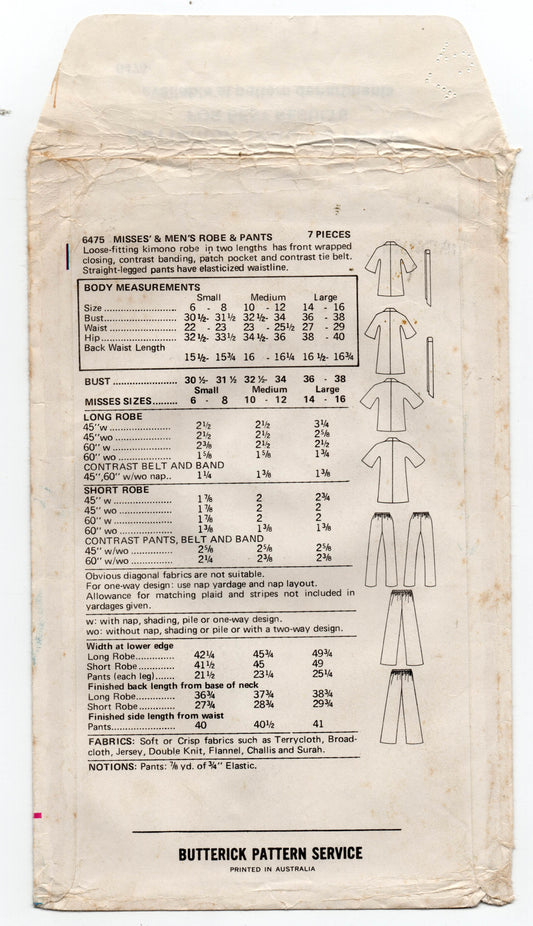 6475 MISSES' & MEN'S ROBE & PANTS 7 PIECES
Loose-fitting kimono robe in two lengths has front wrapped
closing, contrast banding, patch pocket and contrast tie belt.
Straight-legged pants have elasticized waistline.
BODY MEASUREMENTS
Small Medium Large
Size 6 - 8 10 - 12 14 - 16
Bust 30½- 31½ 32½- 34 36 - 38
Waist 22 - 23 23 - 25½ 27 - 29
Hip 32½- 33½ 34½- 36 38 - 40
Back Waist Length
15½- 15¾ 16 - 16¼ 16½- 16¾
BUST 30½- 31½ 32½- 34 36 - 38
Small Medium Large
MISSES SIZES 6 - 8 10 - 12 14 - 16
LONG ROBE
45"w 2½ 2½ 3¼
45"wo 2½ 2½ 2⅝
60"w 2⅜ 2½ 2½
60"wo 1⅝ 1⅝ 1¾
CONTRAST BELT AND BAND
45",60" w/wo nap.. 1¼ 1⅜ 1⅜
SHORT ROBE
45" w 1⅞ 2 2¾
45" wo 1⅞ 2 2
60" w 1⅞ 2 2
60" wo 1⅜ 1⅜ 1⅜
CONTRAST PANTS, BELT AND BAND
45" w/wo 2⅝ 2⅝ 2⅝
60" w/wo 2¼ 2⅜ 2⅜
Obvious diagonal fabrics are not suitable.
For one-way design: use nap yardage and nap layout.
Allowance for matching plaid and stripes not included in
yardages given.
w: with nap, shading, pile or one-way design.
wo: without nap, shading or pile or with a two-way design.
Width at lower edge
Long Robe 42¼ 45¾ 49¾
Short Robe 41½ 45 49
Pants (each leg) 21½ 23¼ 25¼
Finished back length from base of neck
Long Robe 36¾ 37¾ 38¾
Short Robe 27¾ 28¾ 29¾
Finished side length from waist
Pants 40 40½ 41
FABRICS: Soft or Crisp fabrics such as Terrycloth, Broad-
cloth, Jersey, Double Knit, Flannel, Challis and Surah.
NOTIONS: Pants: ⅞ yd. of ¾" Elastic.
BUTTERICK PATTERN SERVICE
PRINTED IN AUSTRALIA